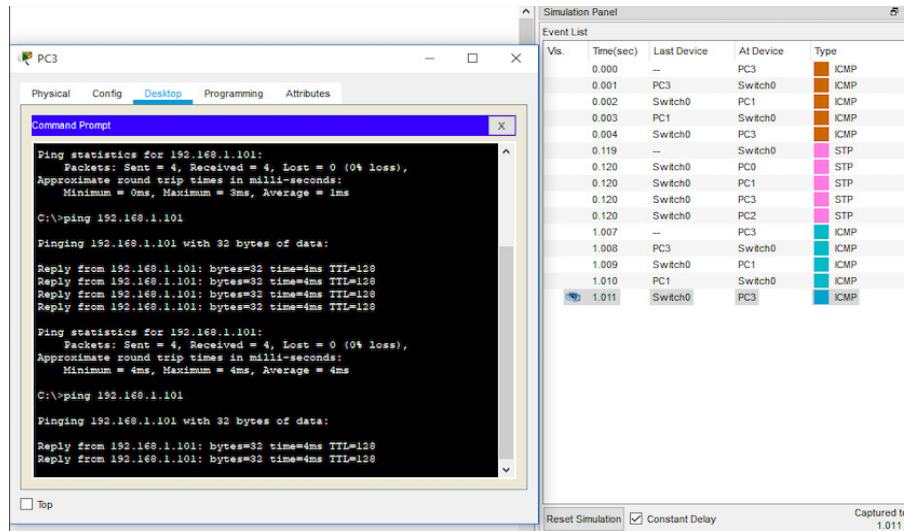 Simulation Panel
Event List
Vis. Time(sec) Last Device At Device Type
0.000 -- PC3 ICMP
0.001 PC3 Switch0 ICMP
0.002 Switch0 PC1 ICMP
0.003 PC1 Switch0 ICMP
0.004 Switch0 PC3 ICMP
0.119 -- Switch0 STP
0.120 Switch0 PC0 STP
0.120 Switch0 PC1 STP
0.120 Switch0 PC3 STP
0.120 Switch0 PC2 STP
1.007 -- PC3 ICMP
1.008 PC3 Switch0 ICMP
1.009 Switch0 PC1 ICMP
1.010 PC1 Switch0 ICMP
1.011 Switch0 PC3 ICMP
PC3
Physical Config Desktop Programming Attributes
Command Prompt X
Ping statistics for 192.168.1.101:
Packets: Sent = 4, Received = 4, Lost = 0 (0% loss),
Approximate round trip times in milli-seconds:
Minimum = 0ms, Maximum = 3ms, Average = 1ms
C:\>ping 192.168.1.101
Pinging 192.168.1.101 with 32 bytes of data:
Reply from 192.168.1.101: bytes=32 time=4ms TTL=128
Reply from 192.168.1.101: bytes=32 time=4ms TTL=128
Reply from 192.168.1.101: bytes=32 time=4ms TTL=128
Reply from 192.168.1.101: bytes=32 time=4ms TTL=128
Ping statistics for 192.168.1.101:
Packets: Sent = 4, Received = 4, Lost = 0 (0% loss),
Approximate round trip times in milli-seconds:
Minimum = 4ms, Maximum = 4ms, Average = 4ms
C:\>ping 192.168.1.101
Pinging 192.168.1.101 with 32 bytes of data:
Reply from 192.168.1.101: bytes=32 time=4ms TTL=128
Reply from 192.168.1.101: bytes=32 time=4ms TTL=128
Top
Reset Simulation Constant Delay
Captured to
1.011